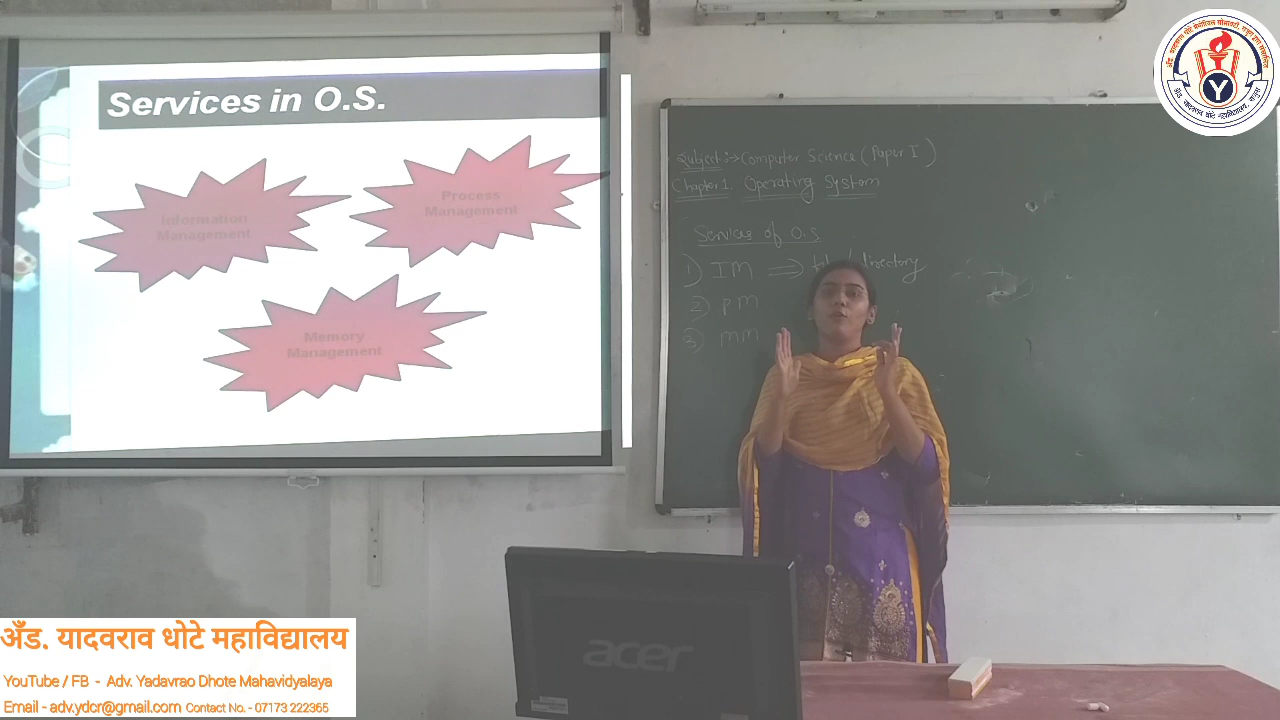 Services in O.S.
Information
Management
Process
Management
Memory
Management
Subject :-> Computer Science (Paper I)
Chapter 1. Operating System
Services of O.S
1) IM => directory
2) PM
3) MM
Y
acer
अँड. यादवराव धोटे महाविद्यालय
YouTube / FB - Adv. Yadavrao Dhote Mahavidyalaya
Email - adv.ydcr@gmail.com Contact No. - 07173 222365